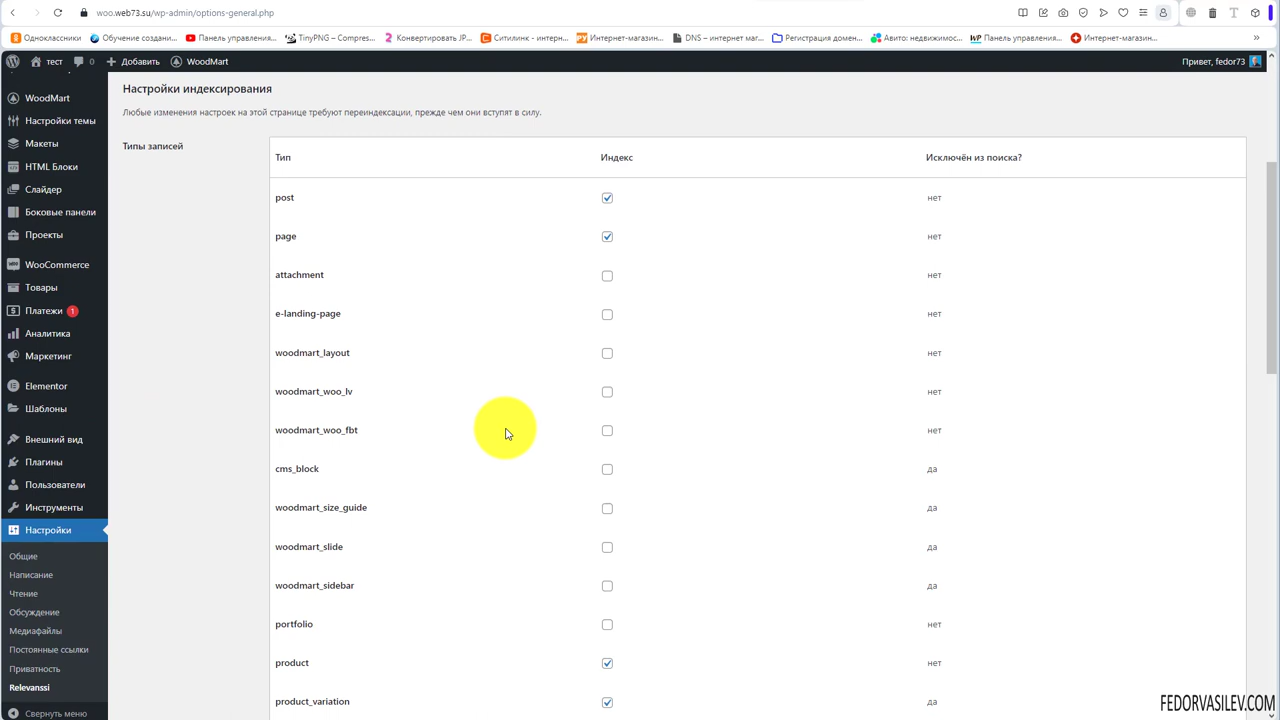 woo.web73.su/wp-admin/options-general.php
Одноклассники
Обучение создани...
Панель управления...
TinyPNG – Compres...
Конвертировать JP...
Ситилинк - интерн...
Интернет-магазин...
DNS – интернет маг...
Регистрация домен...
Авито: недвижимос...
Панель управления...
Интернет-магазин...
тест
0
Добавить
WoodMart
Привет, fedor73
WoodMart
Настройки темы
Макеты
HTML Блоки
Слайдер
Боковые панели
Проекты
WooCommerce
Товары
Платежи 1
Аналитика
Маркетинг
Elementor
Шаблоны
Внешний вид
Плагины
Пользователи
Инструменты
Настройки
Общие
Написание
Чтение
Обсуждение
Медиафайлы
Постоянные ссылки
Приватность
Relevanssi
Свернуть меню
Настройки индексирования
Любые изменения настроек на этой странице требуют переиндексации, прежде чем они вступят в силу.
Типы записей
Тип Индекс Исключён из поиска?
post нет
page нет
attachment нет
e-landing-page нет
woodmart_layout нет
woodmart_woo_lv нет
woodmart_woo_fbt нет
cms_block да
woodmart_size_guide да
woodmart_slide да
woodmart_sidebar да
portfolio нет
product нет
product_variation да
FEDORVASILEV.COM